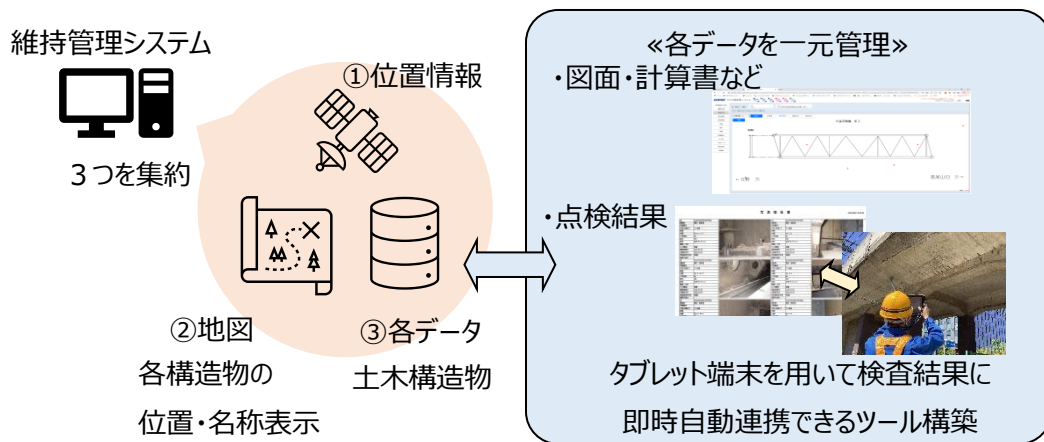 維持管理システム
３つを集約
①位置情報
②地図
各構造物の
位置・名称表示
③各データ
土木構造物
≪各データを一元管理≫
・図面・計算書など
・点検結果
タブレット端末を用いて検査結果に
即時自動連携できるツール構築